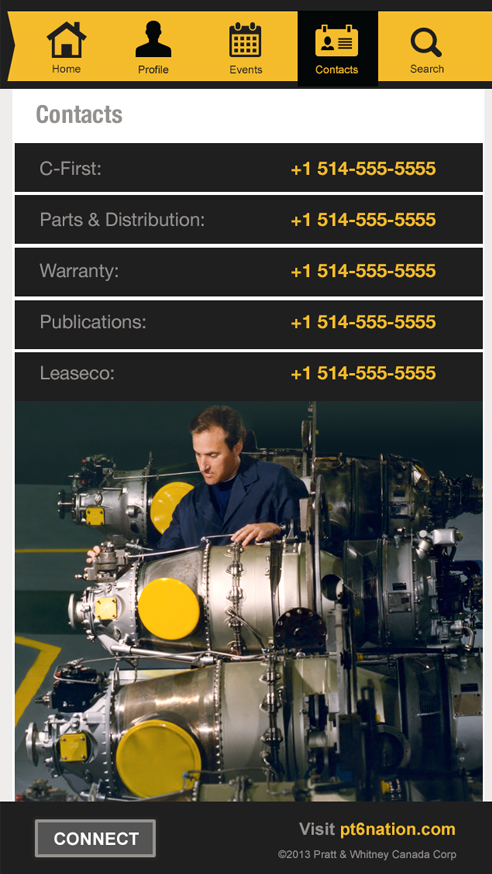 Home Profile Events Contacts Search
Contacts
C-First: +1 514-555-5555
Parts & Distribution: +1 514-555-5555
Warranty: +1 514-555-5555
Publications: +1 514-555-5555
Leaseco: +1 514-555-5555
CONNECT
Visit pt6nation.com
©2013 Pratt & Whitney Canada Corp